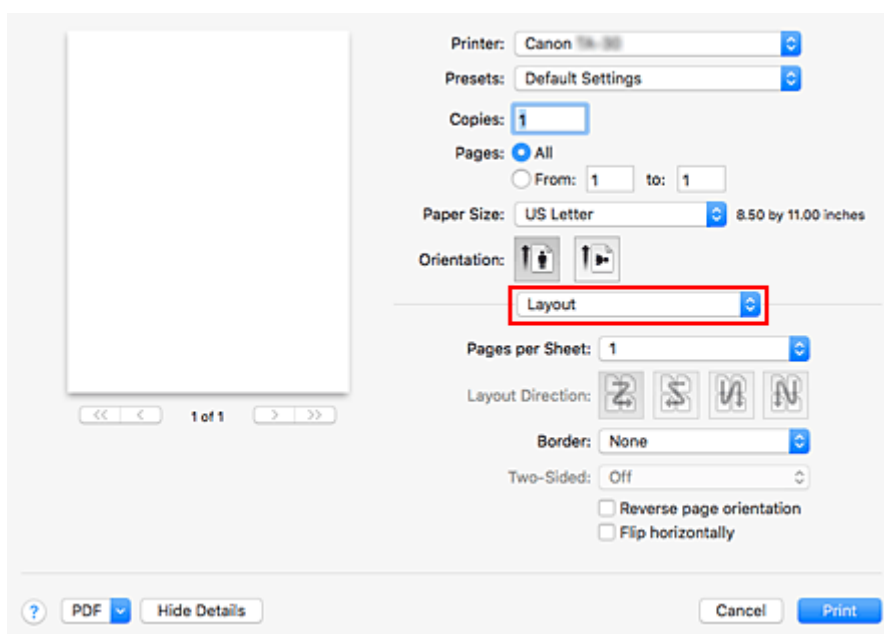 Printer: Canon
Presets: Default Settings
Copies: 1
Pages: All
From: 1 to: 1
Paper Size: US Letter 8.50 by 11.00 inches
Orientation:
Layout
Pages per Sheet: 1
Layout Direction:
1 of 1
Border: None
Two-Sided: Off
Reverse page orientation
Flip horizontally
? PDF Hide Details Cancel Print